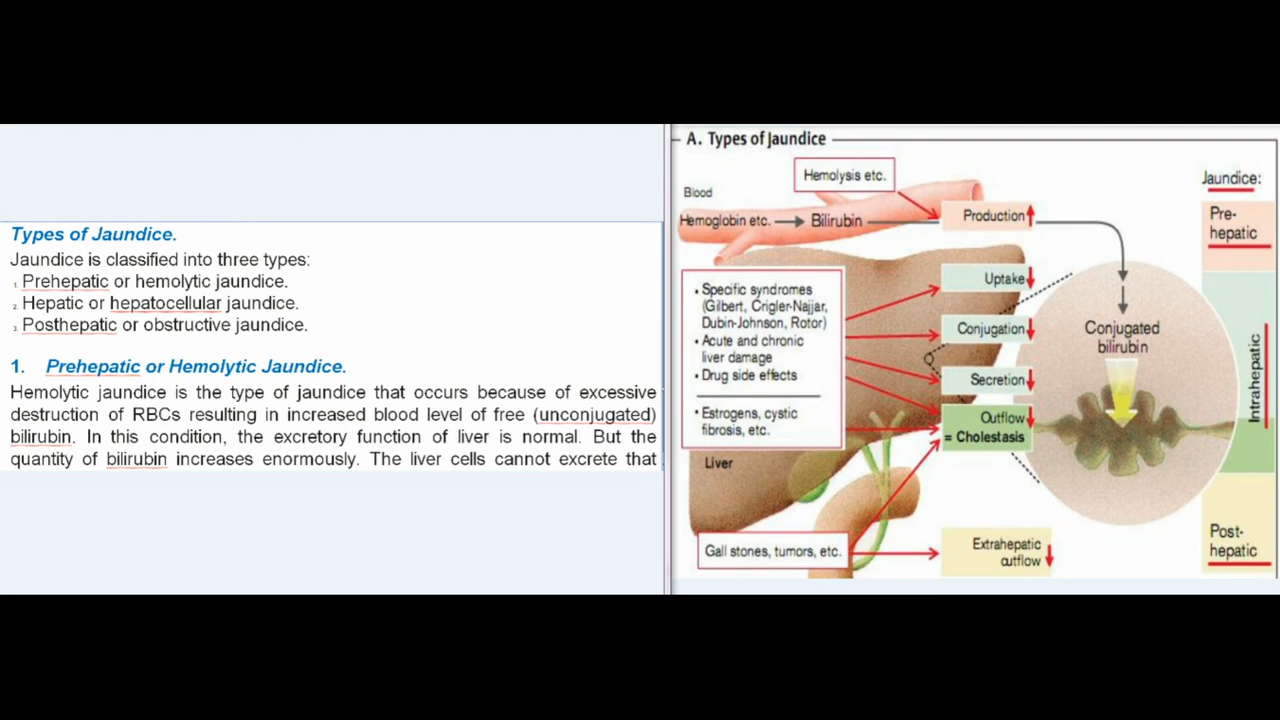 Types of Jaundice.
Jaundice is classified into three types:
1. Prehepatic or hemolytic jaundice.
2. Hepatic or hepatocellular jaundice.
3. Posthepatic or obstructive jaundice.
1. Prehepatic or Hemolytic Jaundice.
Hemolytic jaundice is the type of jaundice that occurs because of excessive
destruction of RBCs resulting in increased blood level of free (unconjugated)
bilirubin. In this condition, the excretory function of liver is normal. But the
quantity of bilirubin increases enormously. The liver cells cannot excrete that
A. Types of Jaundice
Hemolysis etc.
Jaundice:
Blood
Hemoglobin etc.
Bilirubin
Production
Pre-
hepatic
• Specific syndromes
(Gilbert, Crigler-Najjar,
Dubin-Johnson, Rotor)
• Acute and chronic
liver damage
• Drug side effects
• Estrogens, cystic
fibrosis, etc.
Uptake
Conjugation
Secretion
Outflow
= Cholestasis
Conjugated
bilirubin
Intrahepatic
Liver
Gall stones, tumors, etc.
Extrahepatic
outflow
Post-
hepatic